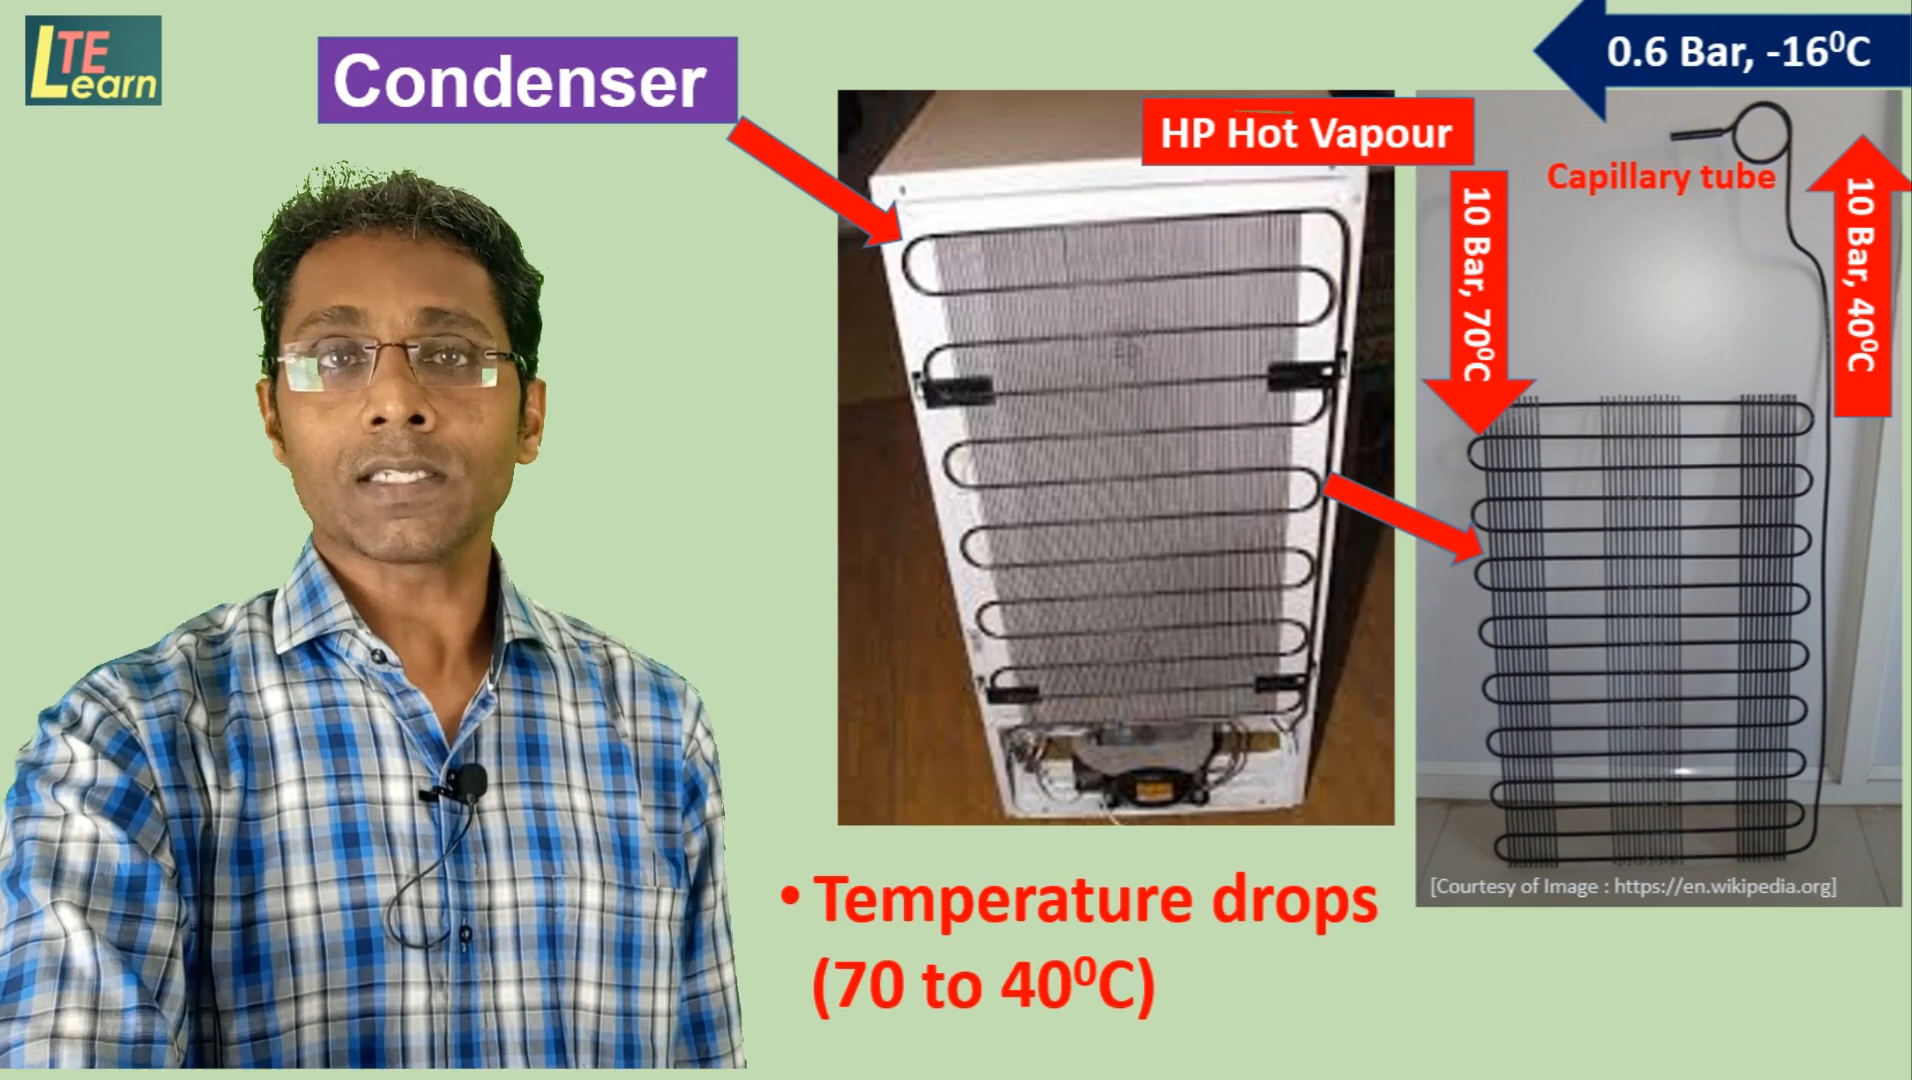 LTE
Learn
Condenser
0.6 Bar, -16⁰C
HP Hot Vapour
Capillary tube
10 Bar, 70⁰C
10 Bar, 40⁰C
[Courtesy of Image : https://en.wikipedia.org]
• Temperature drops
(70 to 40⁰C)